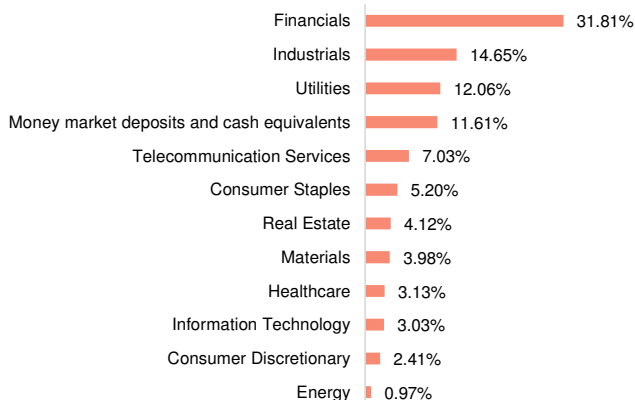 Financials 31.81%
Industrials 14.65%
Utilities 12.06%
Money market deposits and cash equivalents 11.61%
Telecommunication Services 7.03%
Consumer Staples 5.20%
Real Estate 4.12%
Materials 3.98%
Healthcare 3.13%
Information Technology 3.03%
Consumer Discretionary 2.41%
Energy 0.97%